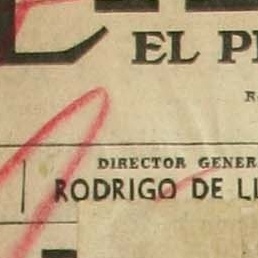 EL P
DIRECTOR GENER
RODRIGO DE L